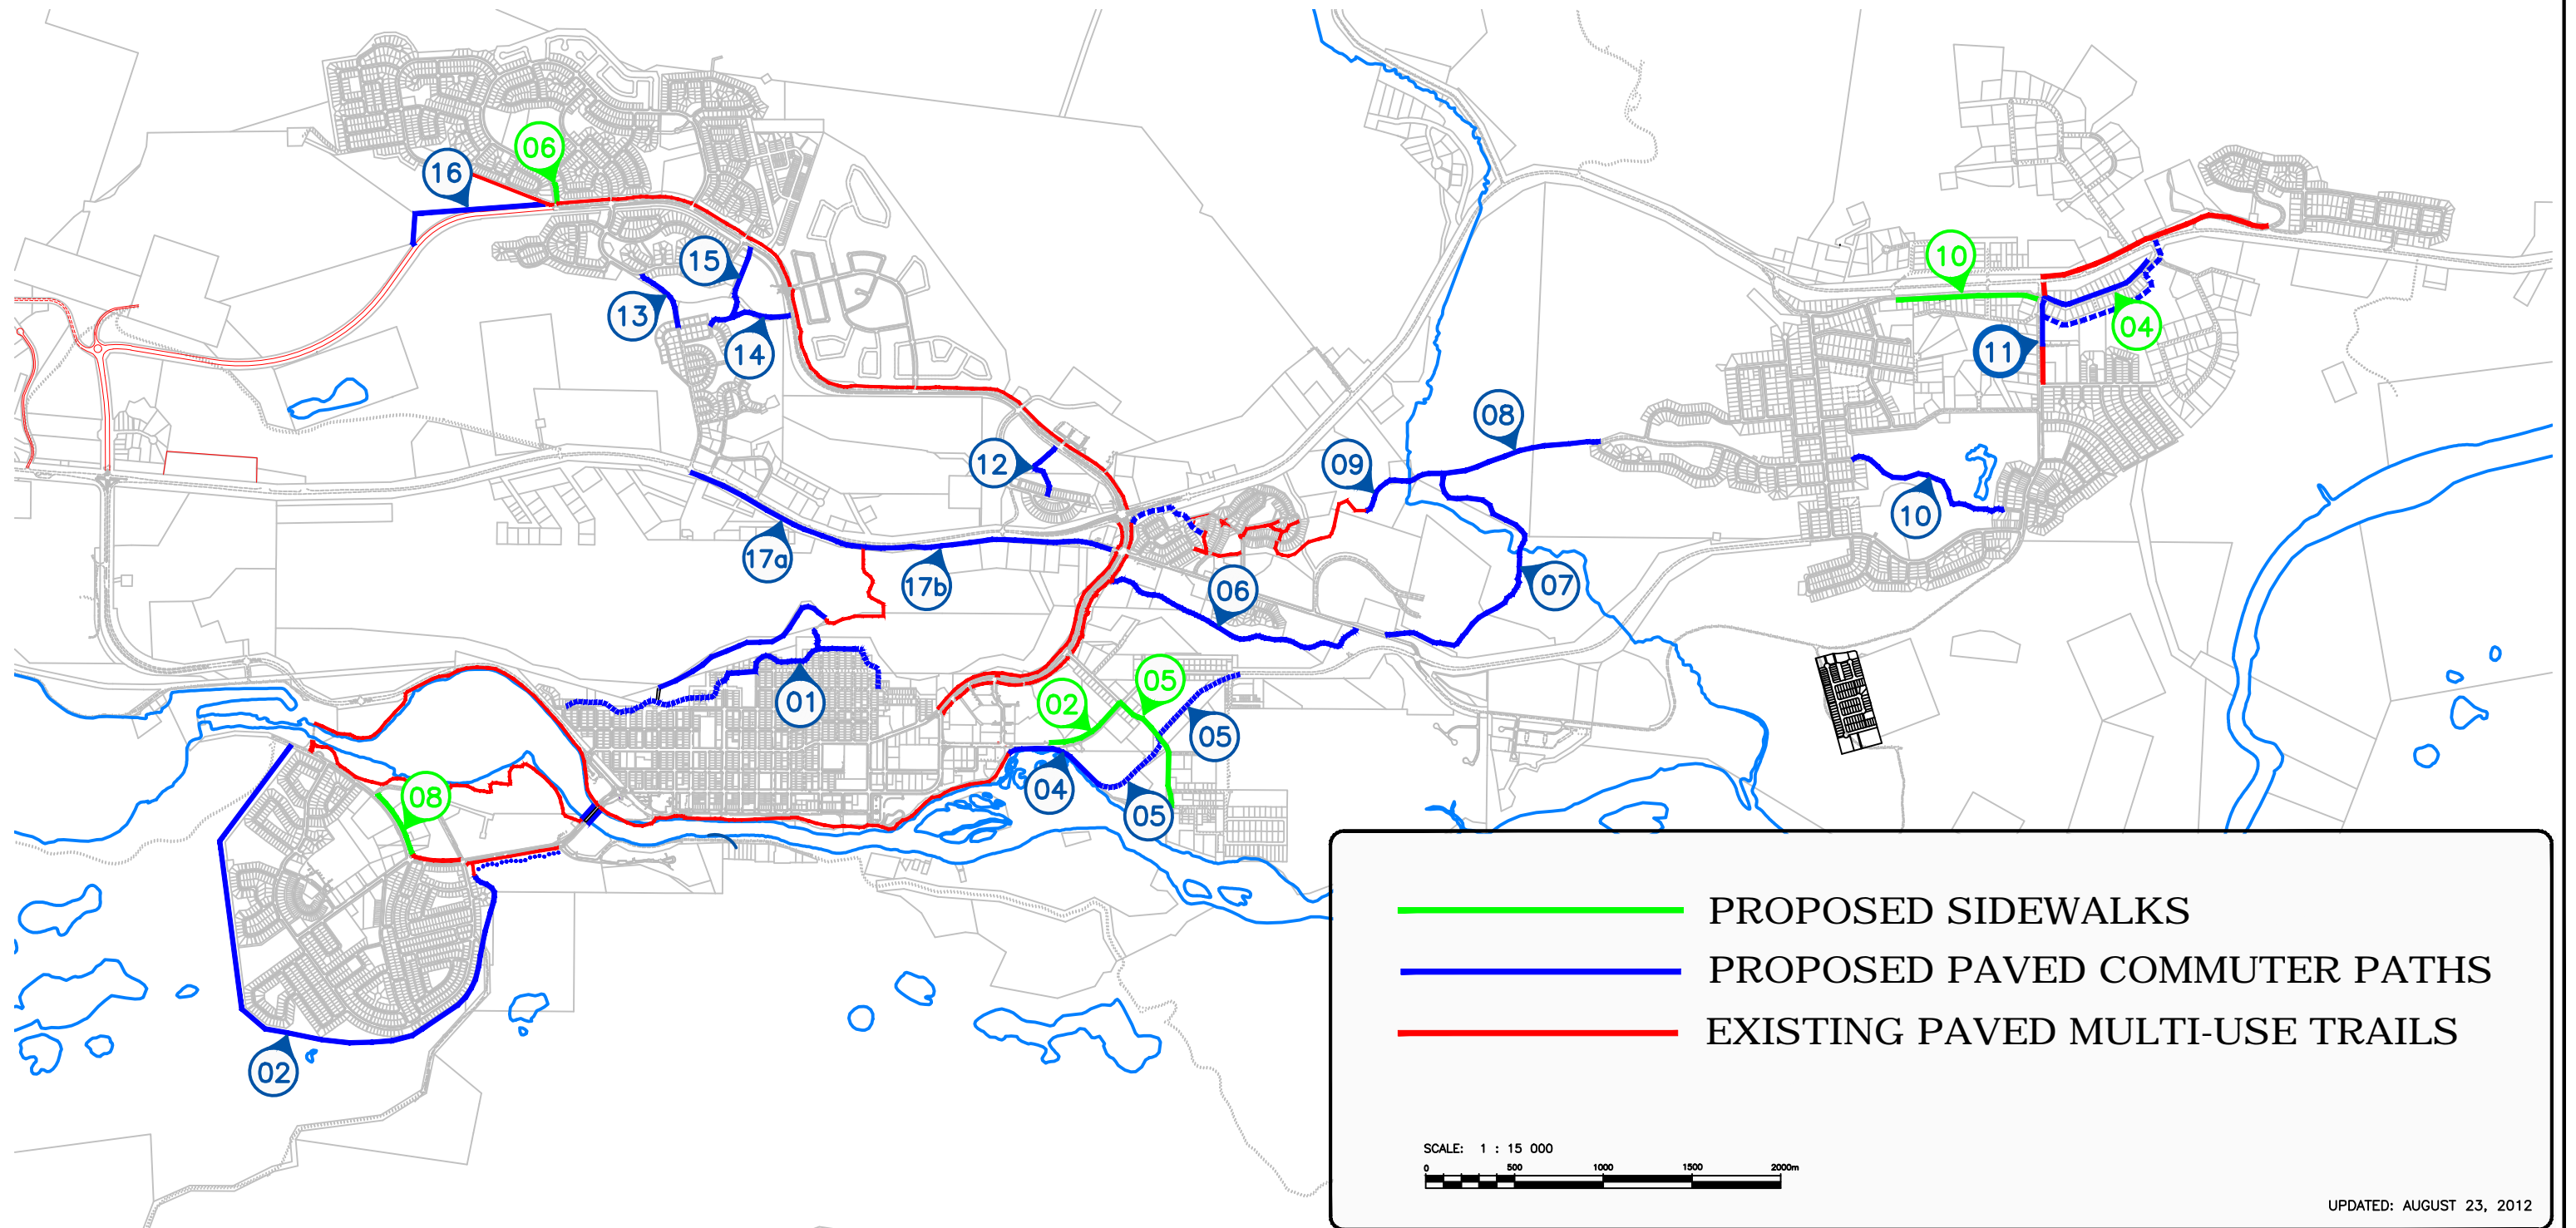 06
16
15
13
14
10
04
11
08
12
09
10
17a
17b
06
07
01
02
05
05
04
05
08
02
PROPOSED SIDEWALKS
PROPOSED PAVED COMMUTER PATHS
EXISTING PAVED MULTI-USE TRAILS
SCALE: 1 : 15 000
0 500 1000 1500 2000m
UPDATED: AUGUST 23, 2012